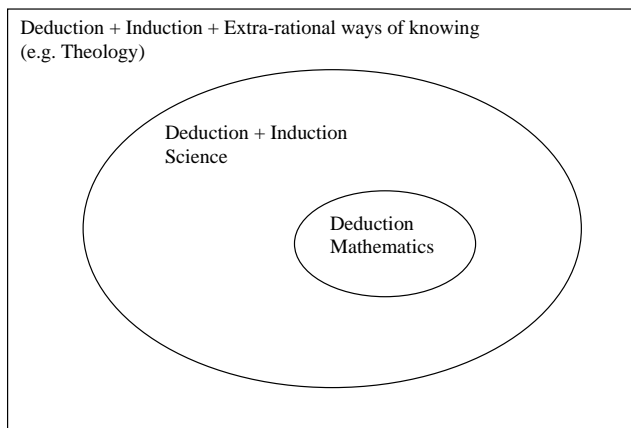 Deduction + Induction + Extra-rational ways of knowing
(e.g. Theology)
Deduction + Induction
Science
Deduction
Mathematics